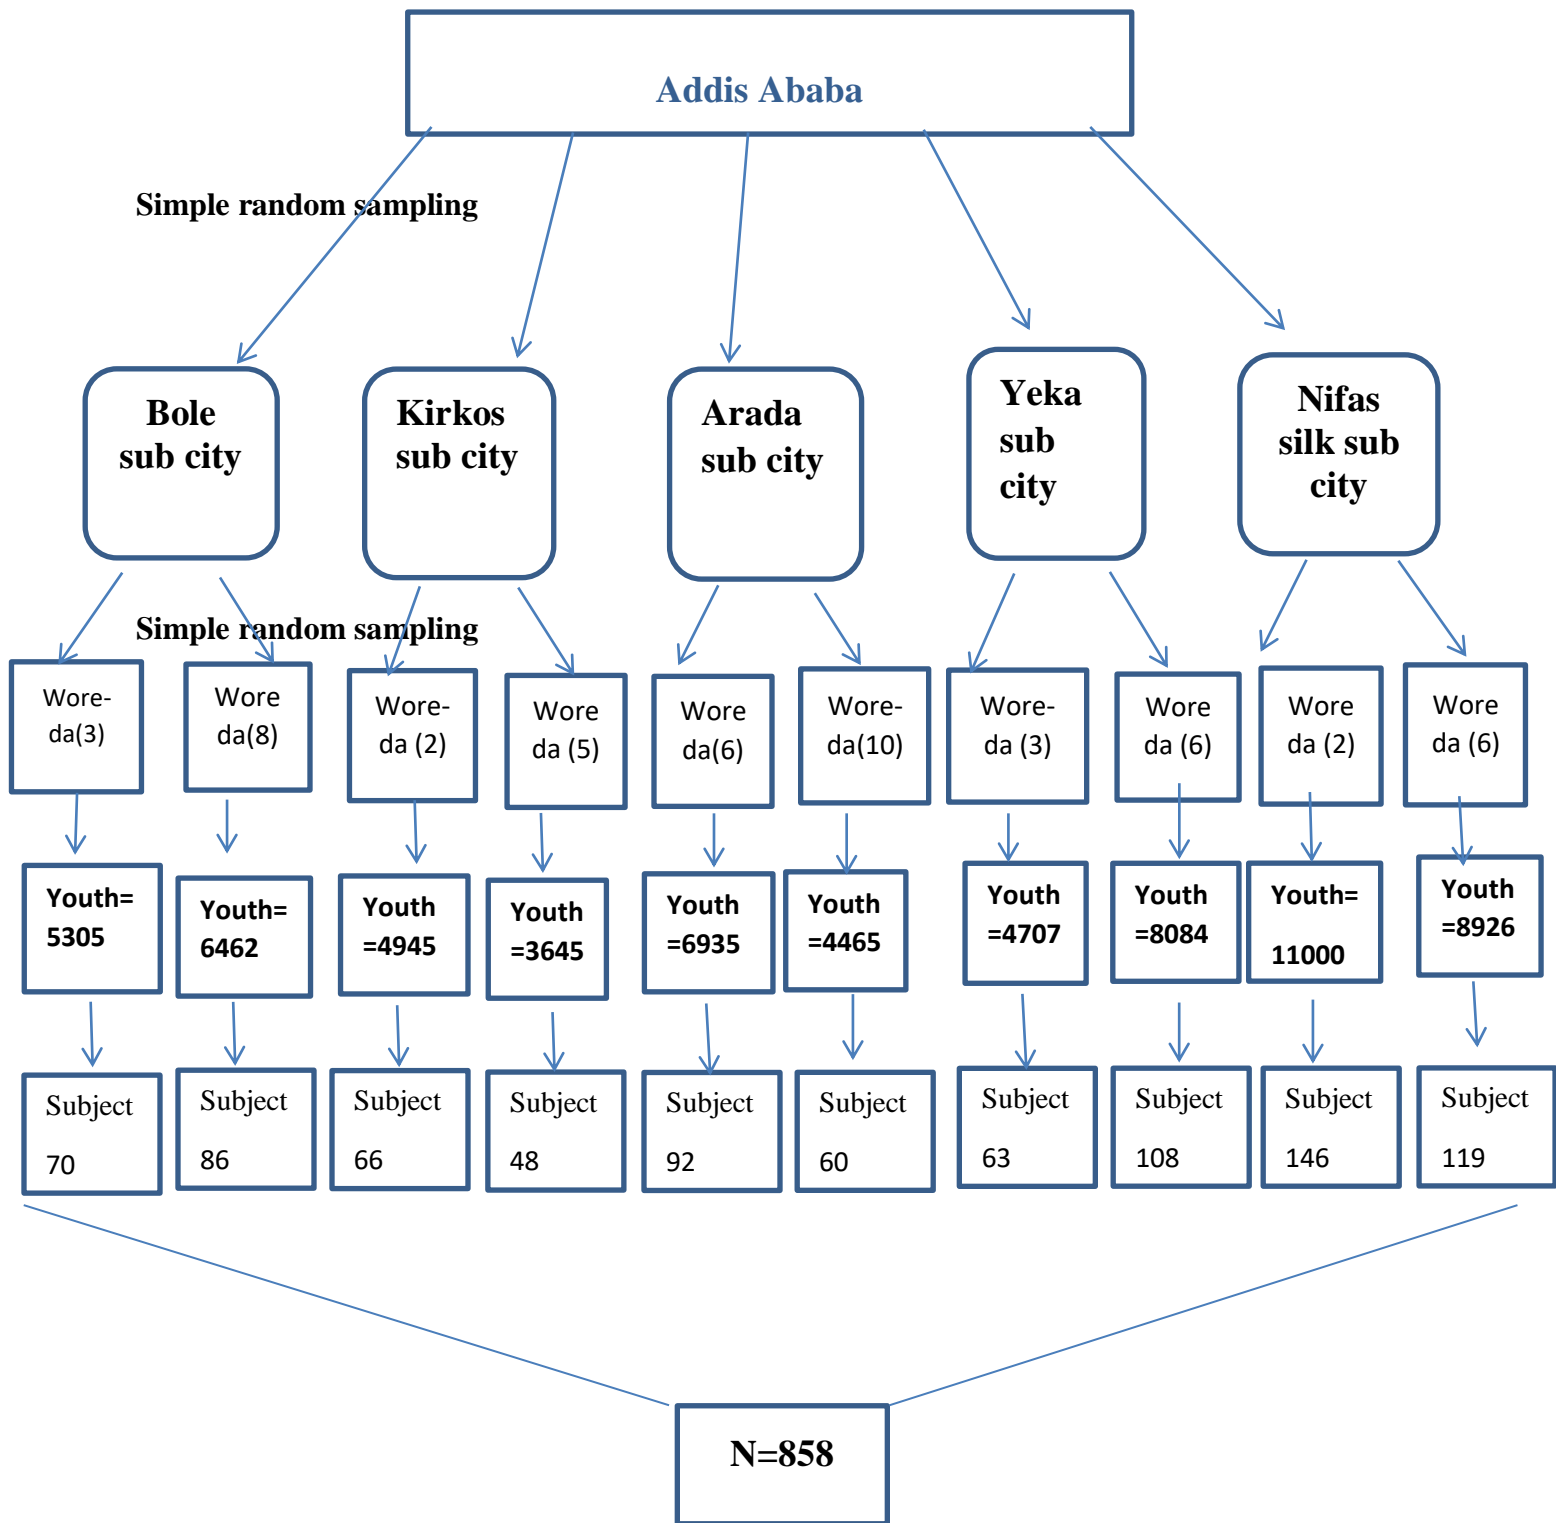 Addis Ababa
Simple random sampling
Bole
sub city
Kirkos
sub city
Arada
sub city
Yeka
sub
city
Nifas
silk sub
city
Simple random sampling
Wore-
da(3)
Wore
da(8)
Wore-
da (2)
Wore
da (5)
Wore
da(6)
Wore-
da(10)
Wore-
da (3)
Wore
da (6)
Wore
da (2)
Wore
da (6)
Youth=
5305
Youth=
6462
Youth
=4945
Youth
=3645
Youth
=6935
Youth
=4465
Youth
=4707
Youth
=8084
Youth=
11000
Youth
=8926
Subject
70
Subject
86
Subject
66
Subject
48
Subject
92
Subject
60
Subject
63
Subject
108
Subject
146
Subject
119
N=858